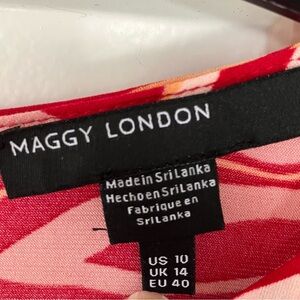 MAGGY LONDON
Made in Sri Lanka
Hecho en Sri Lanka
Fabrique en
Sri Lanka
US 10
UK 14
EU 40